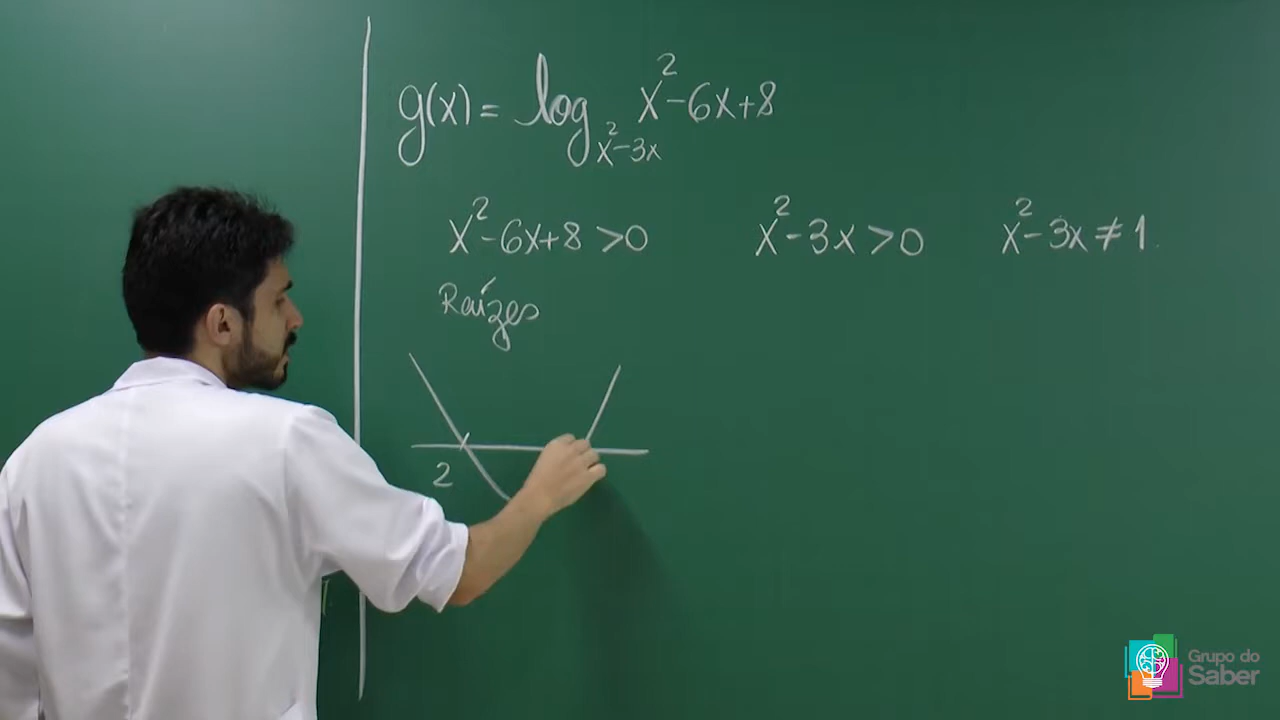 g(x) = log_{x²-3x} x²-6x+8
x²-6x+8 >0
x²-3x >0
x²-3x ≠ 1
Raízes
2
Grupo do
Saber